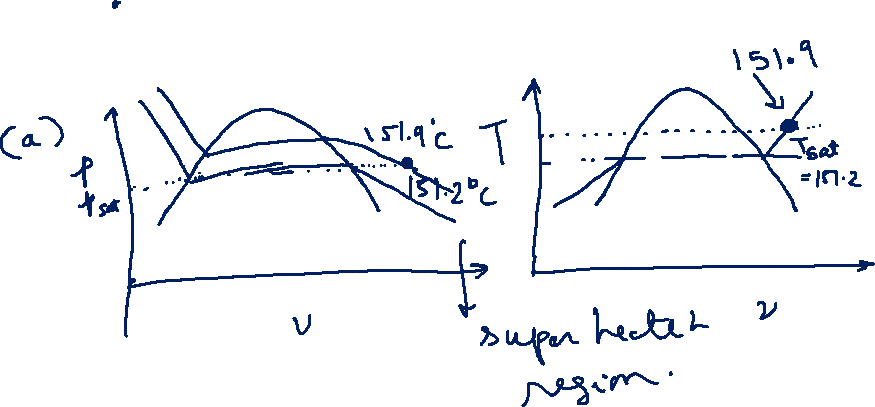 (a)
P
Psat
151.9°C
151.2°C
v
T
151.9
Tsat
=151.2
v
super heated
region.